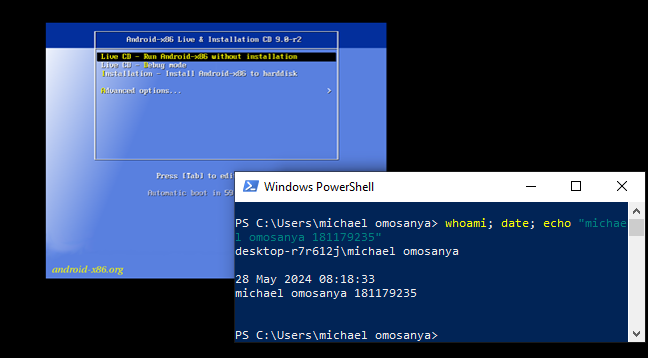 Android-x86 Live & Installation CD 9.0-r2
Live CD - Run Android-x86 without installation
Live CD - Debug mode
Installation - Install Android-x86 to harddisk
Advanced options... >
Press [Tab] to edi
Automatic boot in 59
android-x86.org
Windows PowerShell
PS C:\Users\michael omosanya> whoami; date; echo "michae
l omosanya 181179235"
desktop-r7r612j\michael omosanya
28 May 2024 08:18:33
michael omosanya 181179235
PS C:\Users\michael omosanya>